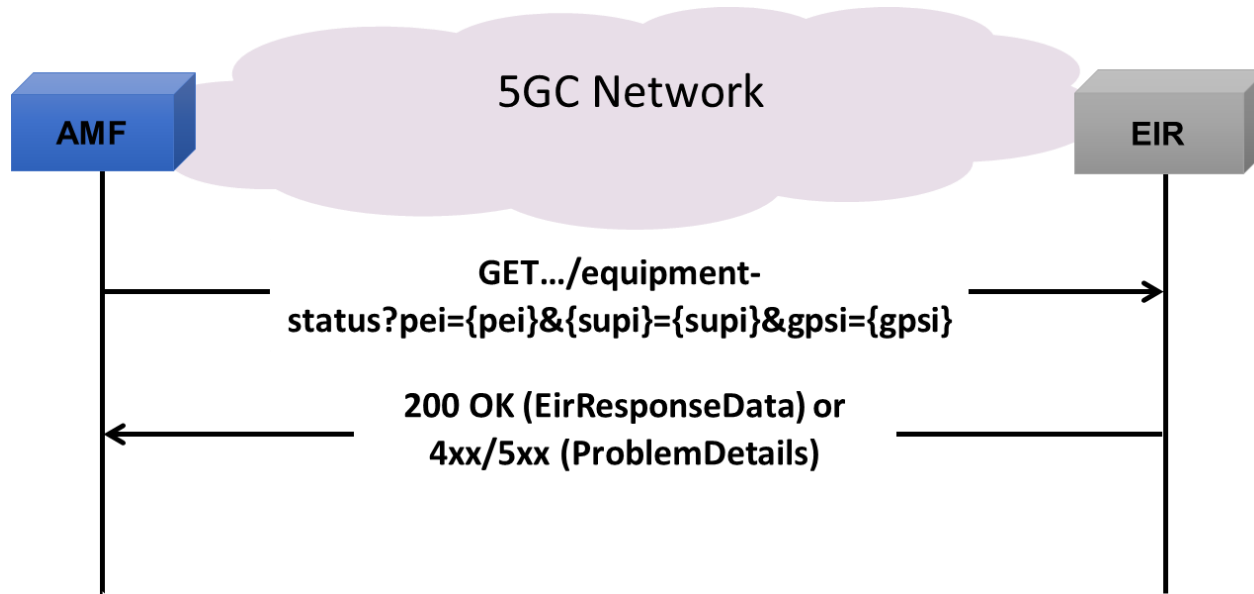 5GC Network
AMF
EIR
GET.../equipment-
status?pei={pei}&{supi}={supi}&gpsi={gpsi}
200 OK (EirResponseData) or
4xx/5xx (ProblemDetails)